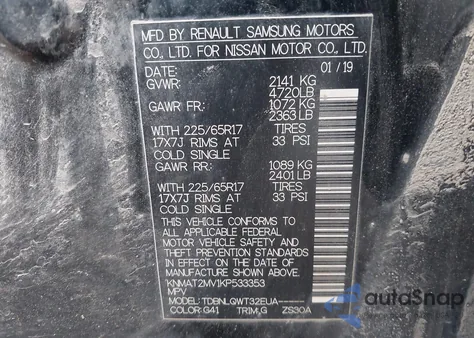 MFD BY RENAULT SAMSUNG MOTORS
CO., LTD. FOR NISSAN MOTOR CO., LTD.
DATE: 01/19
GVWR: 2141 KG
4720LB
GAWR FR: 1072 KG
2363 LB
WITH 225/65R17 TIRES
17X7J RIMS AT 33 PSI
COLD SINGLE
GAWR RR: 1089 KG
2401 LB
WITH 225/65R17 TIRES
17X7J RIMS AT 33 PSI
COLD SINGLE
THIS VEHICLE CONFORMS TO
ALL APPLICABLE U.S. FEDERAL
MOTOR VEHICLE SAFETY AND
THEFT PREVENTION STANDARDS
IN EFFECT ON THE DATE OF
MANUFACTURE SHOWN ABOVE.
KNMAT2MV1KP533353
MPV
MODEL: TDBNLQWT32EUA--------
COLOR: G41 TRIM,G ZS30A
autoSnap